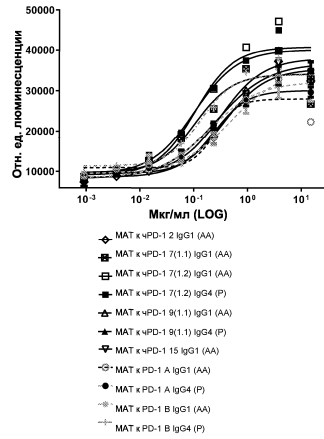 50000
40000
30000
20000
10000
Отн. ед. люминесценции
10-3
10-2
10-1
100
101
Мкг/мл (LOG)
МАТ к чPD-1 2 IgG1 (AA)
МАТ к чPD-1 7(1.1) IgG1 (AA)
МАТ к чPD-1 7(1.2) IgG1 (AA)
МАТ к чPD-1 7(1.2) IgG4 (P)
МАТ к чPD-1 9(1.1) IgG1 (AA)
МАТ к чPD-1 9(1.1) IgG4 (P)
МАТ к чPD-1 15 IgG1 (AA)
МАТ к PD-1 A IgG1 (AA)
МАТ к PD-1 A IgG4 (P)
МАТ к PD-1 B IgG1 (AA)
МАТ к PD-1 B IgG4 (P)